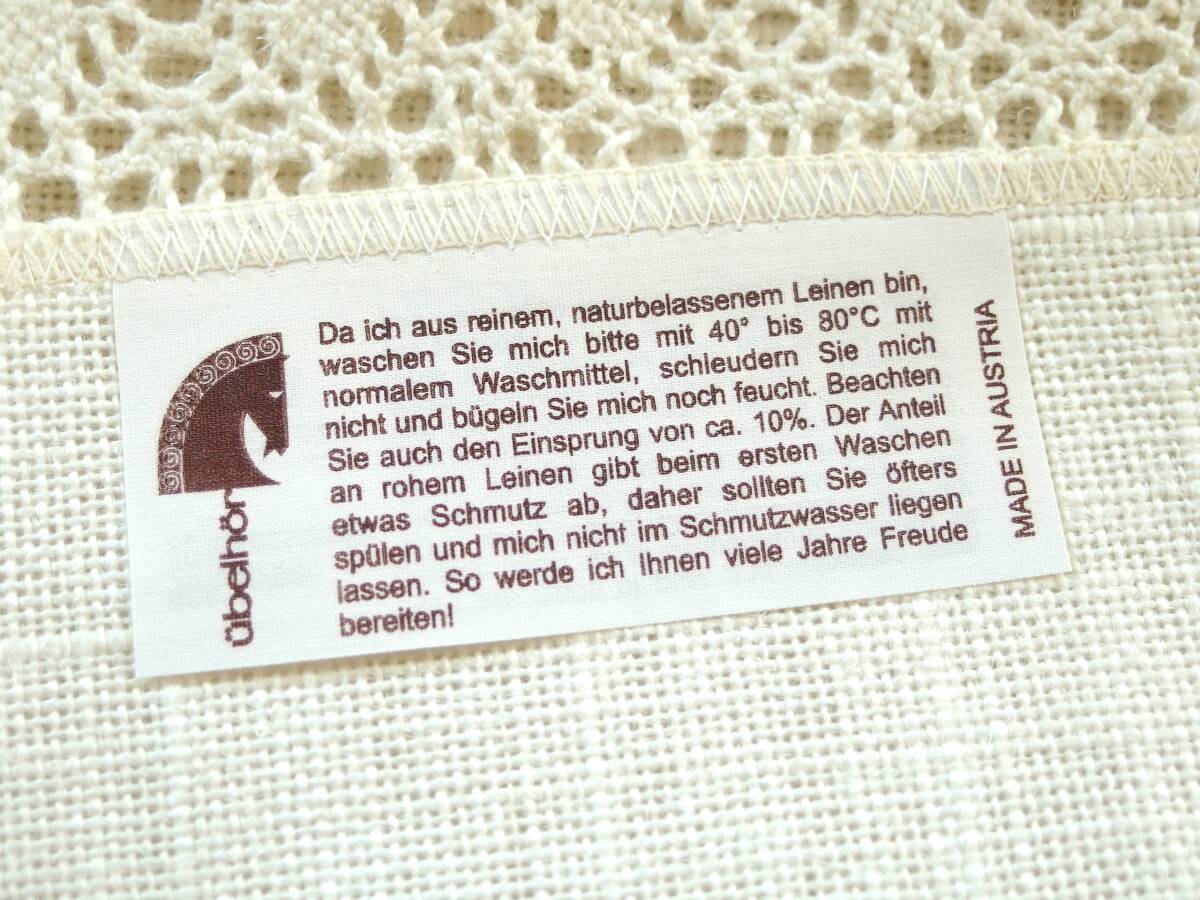 Da ich aus reinem, naturbelassenem Leinen bin,
waschen Sie mich bitte mit 40° bis 80°C mit
normalem Waschmittel, schleudern Sie mich
nicht und bügeln Sie mich noch feucht. Beachten
Sie auch den Einsprung von ca. 10%. Der Anteil
an rohem Leinen gibt beim ersten Waschen
etwas Schmutz ab, daher sollten Sie öfters
spülen und mich nicht im Schmutzwasser liegen
lassen. So werde ich Ihnen viele Jahre Freude
bereiten!
übelhör
MADE IN AUSTRIA